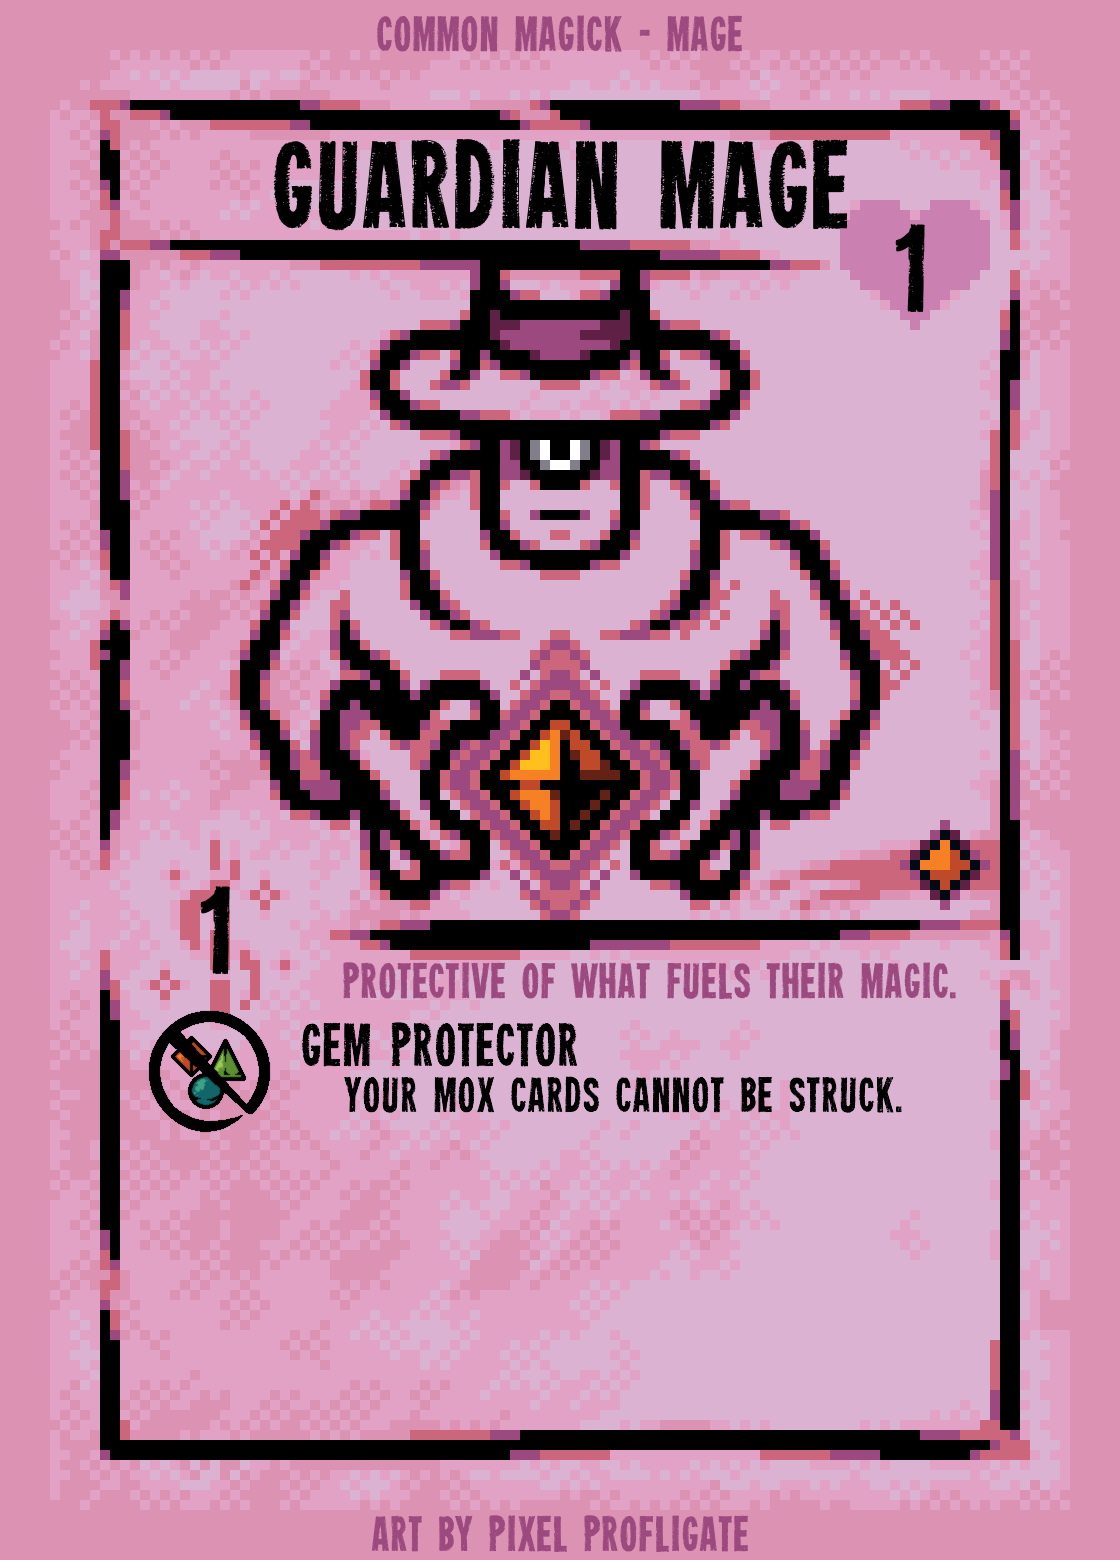 COMMON MAGICK - MAGE
GUARDIAN MAGE
1
1
PROTECTIVE OF WHAT FUELS THEIR MAGIC.
GEM PROTECTOR
YOUR MOX CARDS CANNOT BE STRUCK.
ART BY PIXEL PROFLIGATE